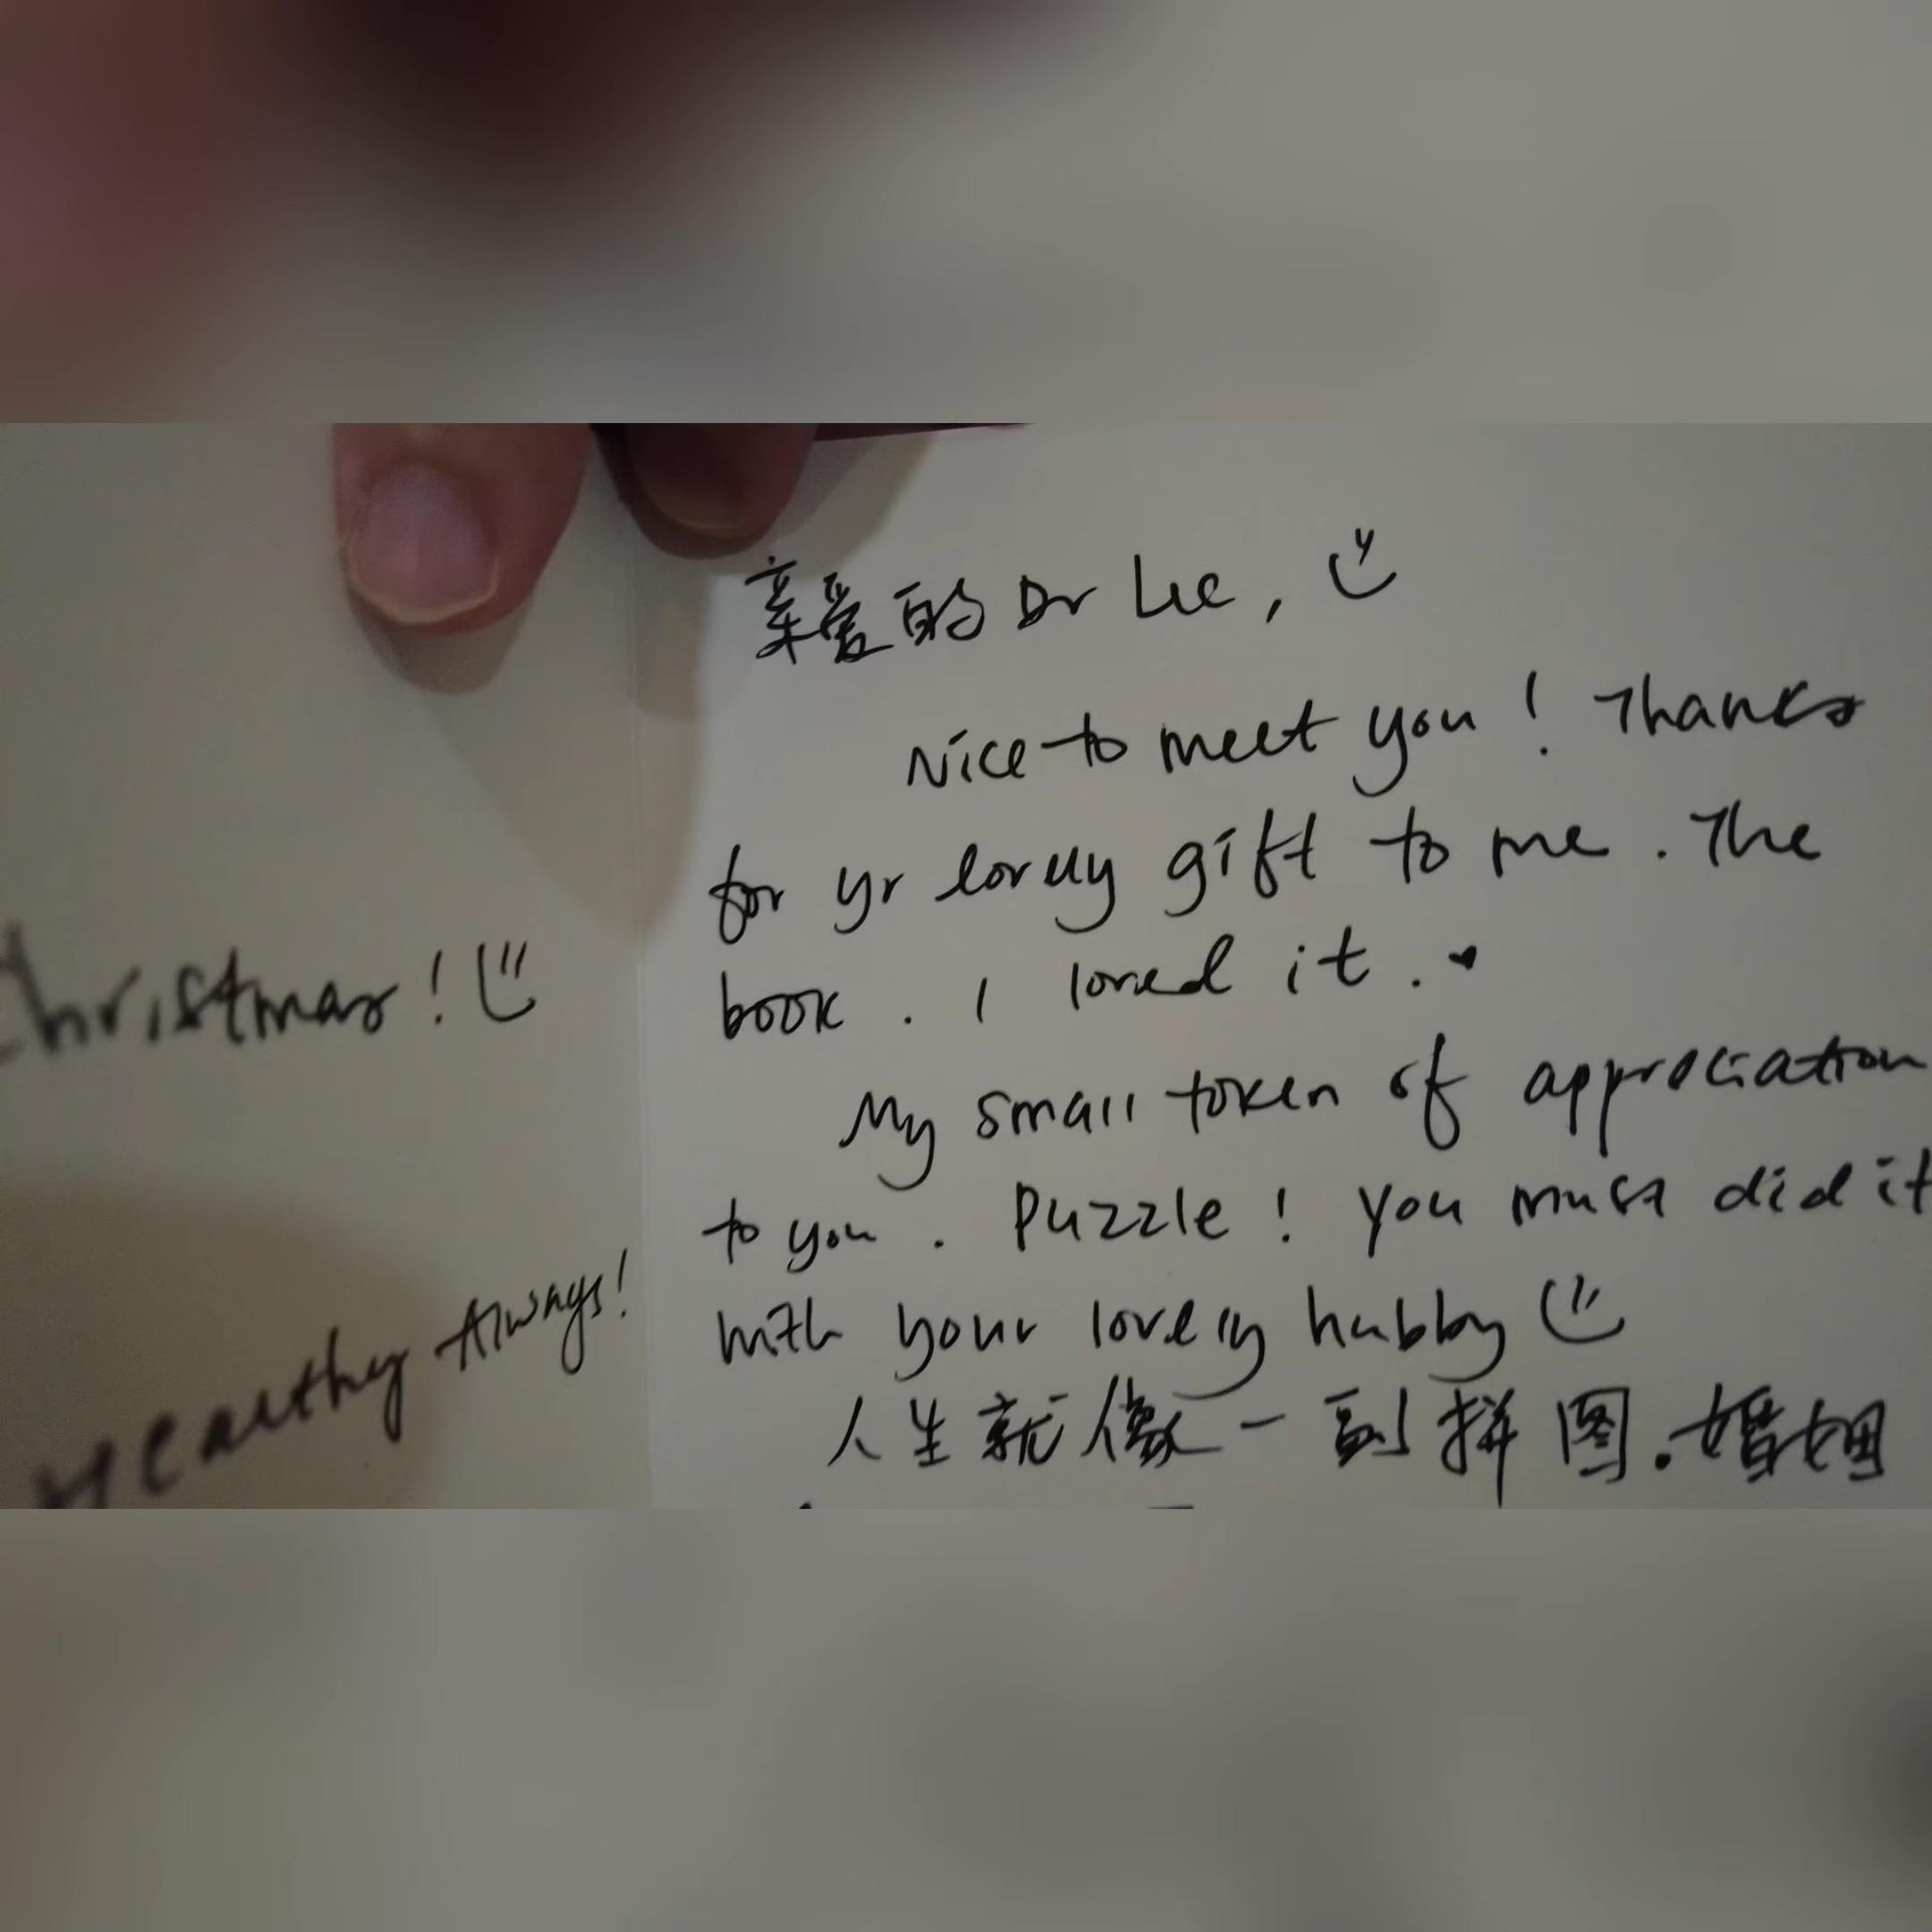 Christmas!
Healthy Always!
亲爱的 Dr Lee,
Nice to meet you! Thanks
for yr lovely gift to me. The
book. I loved it. ♥
My small token of appreciation
to you. Puzzle! You must did it
with your lovely hubby
人生就像一副拼图.婚姻